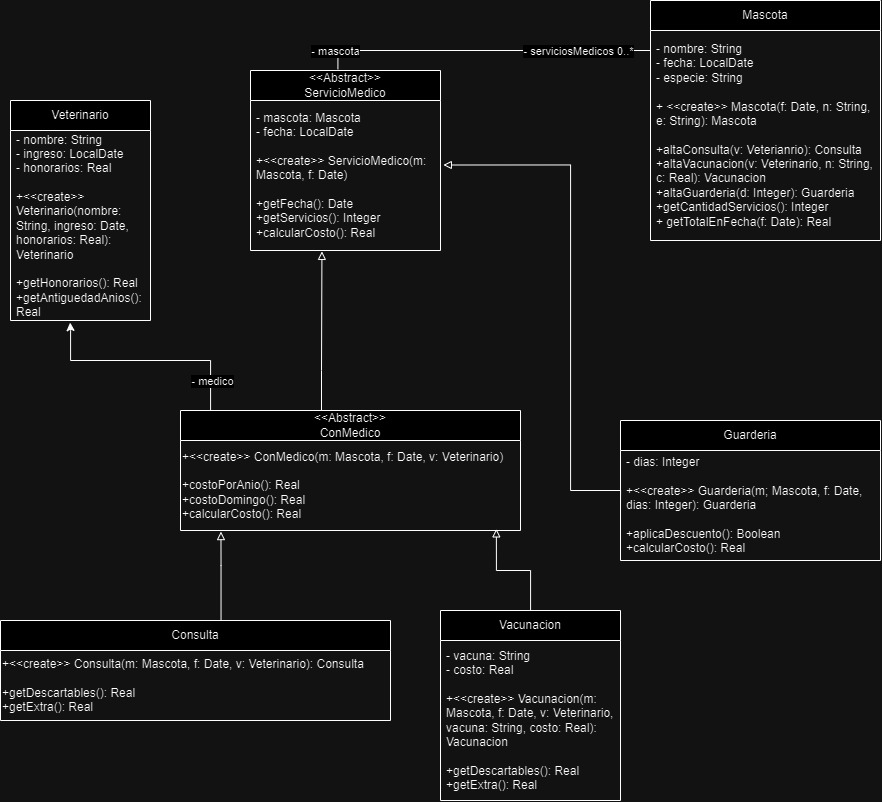 Mascota
- nombre: String
- fecha: LocalDate
- especie: String
+ <<create>> Mascota(f: Date, n: String,
e: String): Mascota
+altaConsulta(v: Veterianrio): Consulta
+altaVacunacion(v: Veterinario, n: String,
c: Real): Vacunacion
+altaGuarderia(d: Integer): Guarderia
+getCantidadServicios(): Integer
+ getTotalEnFecha(f: Date): Real
- mascota
- serviciosMedicos 0..*
<<Abstract>>
ServicioMedico
- mascota: Mascota
- fecha: LocalDate
+<<create>> ServicioMedico(m:
Mascota, f: Date)
+getFecha(): Date
+getServicios(): Integer
+calcularCosto(): Real
Veterinario
- nombre: String
- ingreso: LocalDate
- honorarios: Real
+<<create>>
Veterinario(nombre:
String, ingreso: Date,
honorarios: Real):
Veterinario
+getHonorarios(): Real
+getAntiguedadAnios():
Real
- medico
<<Abstract>>
ConMedico
+<<create>> ConMedico(m: Mascota, f: Date, v: Veterinario)
+costoPorAnio(): Real
+costoDomingo(): Real
+calcularCosto(): Real
Guarderia
- dias: Integer
+<<create>> Guarderia(m; Mascota, f: Date,
dias: Integer): Guarderia
+aplicaDescuento(): Boolean
+calcularCosto(): Real
Consulta
+<<create>> Consulta(m: Mascota, f: Date, v: Veterinario): Consulta
+getDescartables(): Real
+getExtra(): Real
Vacunacion
- vacuna: String
- costo: Real
+<<create>> Vacunacion(m:
Mascota, f: Date, v: Veterinario,
vacuna: String, costo: Real):
Vacunacion
+getDescartables(): Real
+getExtra(): Real